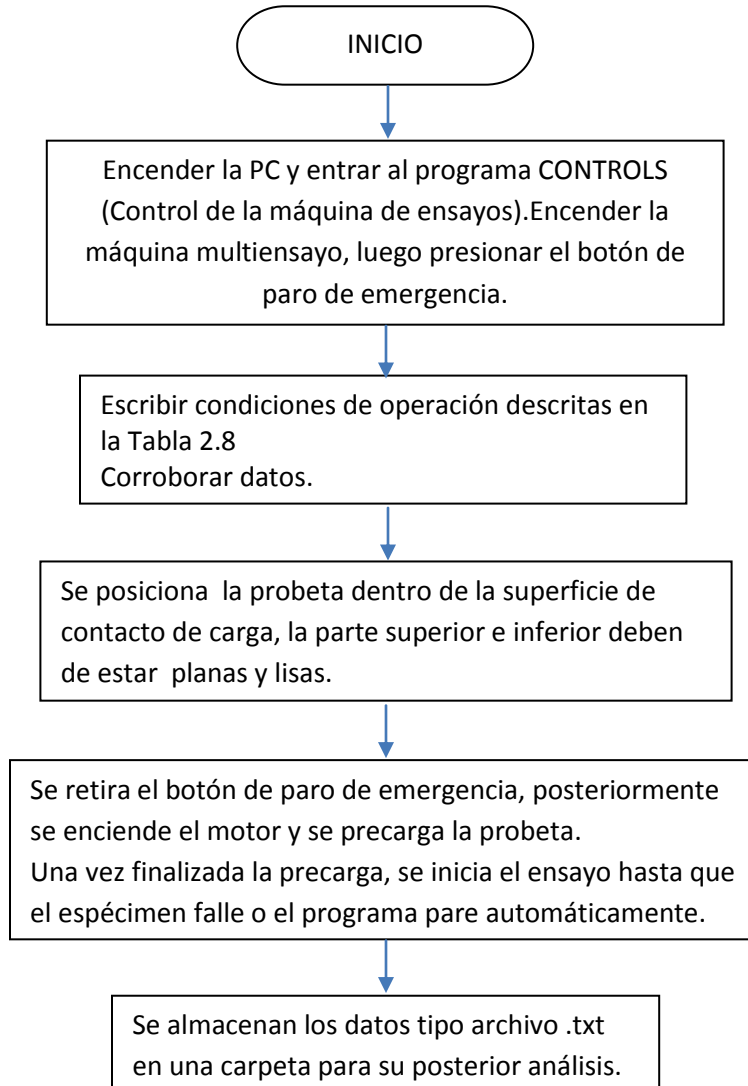 INICIO
Encender la PC y entrar al programa CONTROLS
(Control de la máquina de ensayos).Encender la
máquina multiensayo, luego presionar el botón de
paro de emergencia.
Escribir condiciones de operación descritas en
la Tabla 2.8
Corroborar datos.
Se posiciona la probeta dentro de la superficie de
contacto de carga, la parte superior e inferior deben
de estar planas y lisas.
Se retira el botón de paro de emergencia, posteriormente
se enciende el motor y se precarga la probeta.
Una vez finalizada la precarga, se inicia el ensayo hasta que
el espécimen falle o el programa pare automáticamente.
Se almacenan los datos tipo archivo .txt
en una carpeta para su posterior análisis.